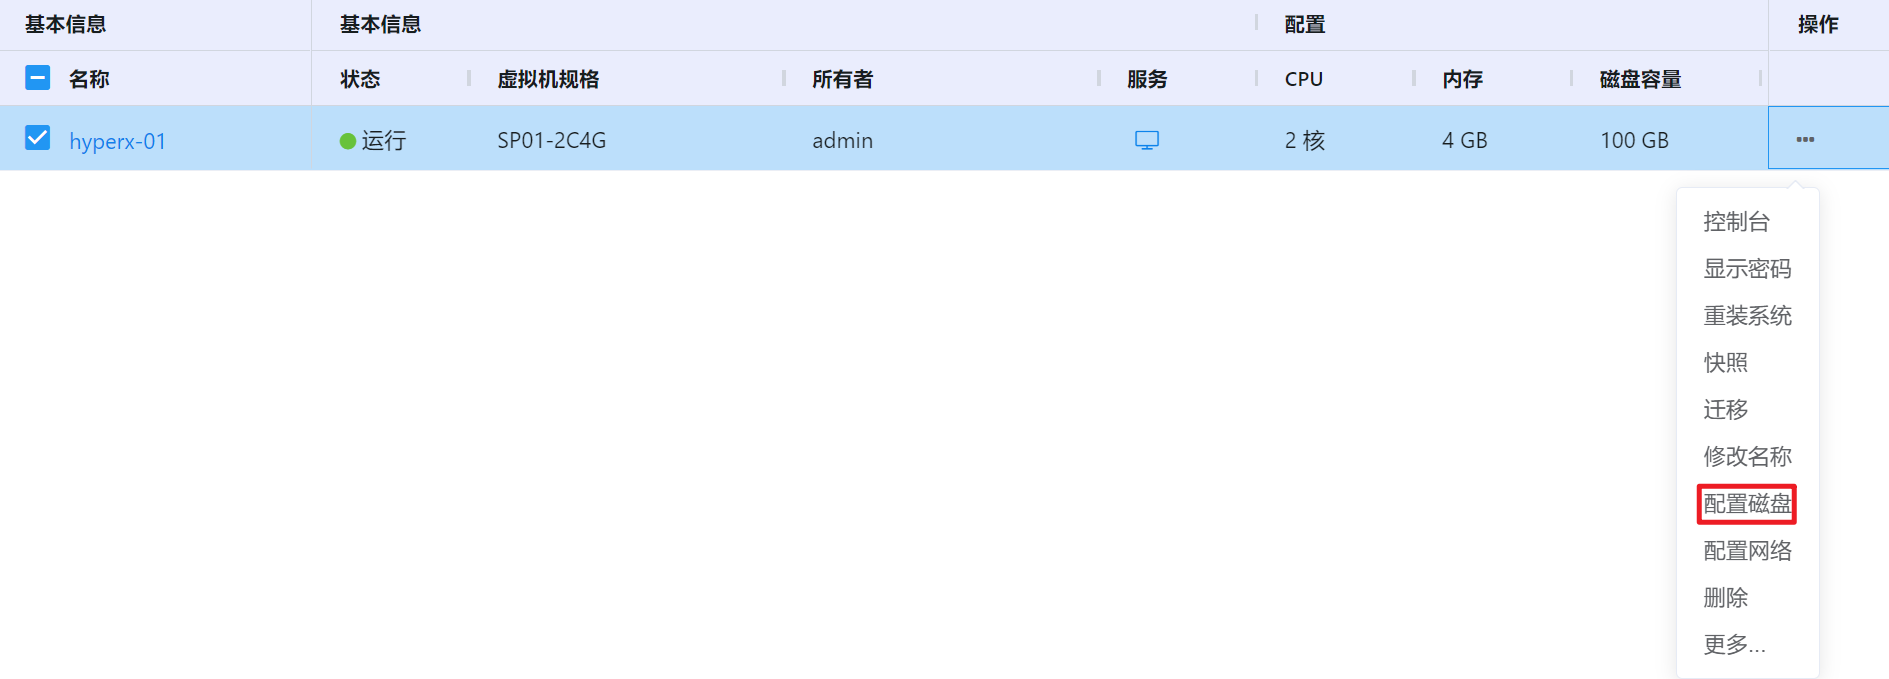 基本信息 基本信息 配置 操作
名称 状态 虚拟机规格 所有者 服务 CPU 内存 磁盘容量
hyperx-01 运行 SP01-2C4G admin 2 核 4 GB 100 GB
控制台
显示密码
重装系统
快照
迁移
修改名称
配置磁盘
配置网络
删除
更多...